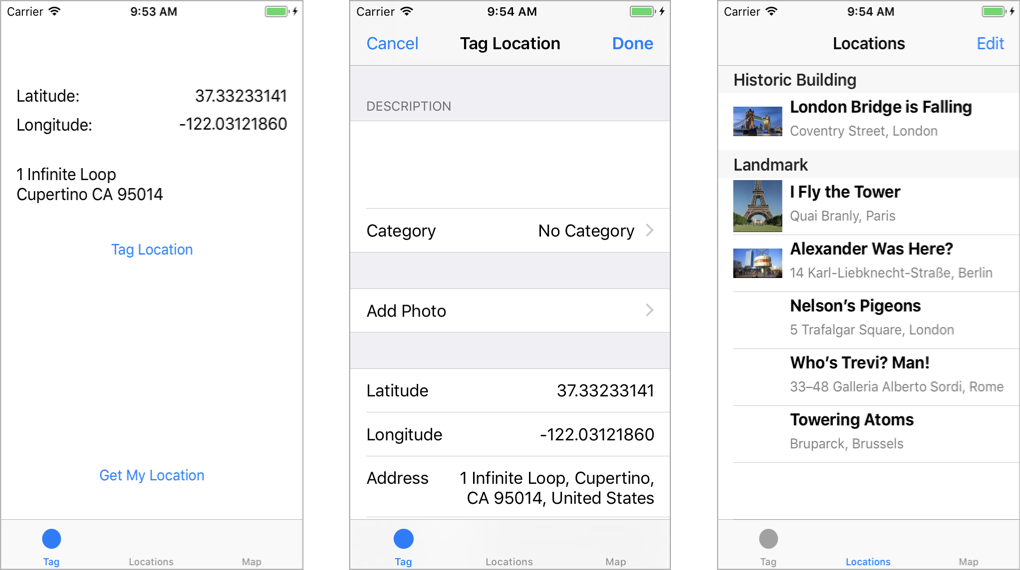 Carrier 9:53 AM
Latitude: 37.33233141
Longitude: -122.03121860
1 Infinite Loop
Cupertino CA 95014
Tag Location
Get My Location
Tag Locations Map
Carrier 9:54 AM
Cancel Tag Location Done
DESCRIPTION
Category No Category
Add Photo
Latitude 37.33233141
Longitude -122.03121860
Address 1 Infinite Loop, Cupertino,
CA 95014, United States
Tag Locations Map
Carrier 9:54 AM
Locations Edit
Historic Building
London Bridge is Falling
Coventry Street, London
Landmark
I Fly the Tower
Quai Branly, Paris
Alexander Was Here?
14 Karl-Liebknecht-Straße, Berlin
Nelson’s Pigeons
5 Trafalgar Square, London
Who’s Trevi? Man!
33–48 Galleria Alberto Sordi, Rome
Towering Atoms
Bruparck, Brussels
Tag Locations Map